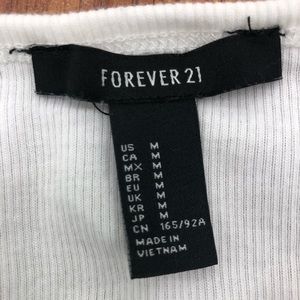 FOREVER 21
US M
CA M
MX M
BR M
EU M
UK M
KR M
JP M
CN 165/92A
MADE IN
VIETNAM